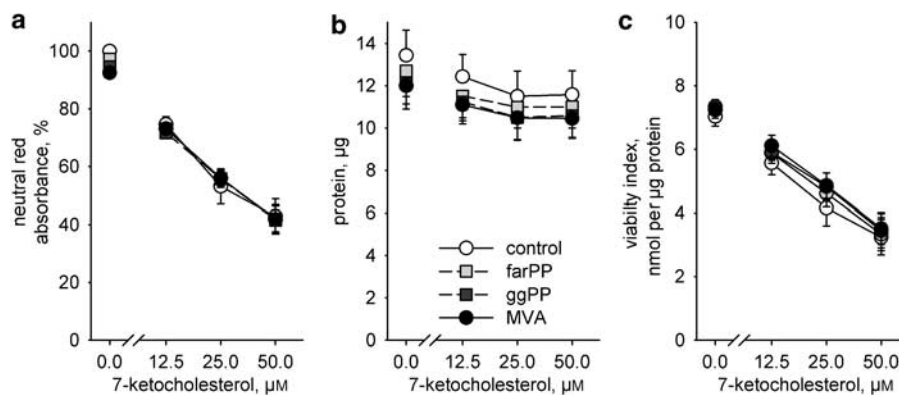 a
neutral red
absorbance, %
100
80
60
40
60
0
0.0 12.5 25.0 50.0
7-ketocholesterol, µM
b
protein, µg
14
12
10
8
6
4
2
0
control
farPP
ggPP
MVA
0.0 12.5 25.0 50.0
7-ketocholesterol, µM
c
viabilty index,
nmol per µg protein
10
8
6
4
2
0
0.0 12.5 25.0 50.0
7-ketocholesterol, µM